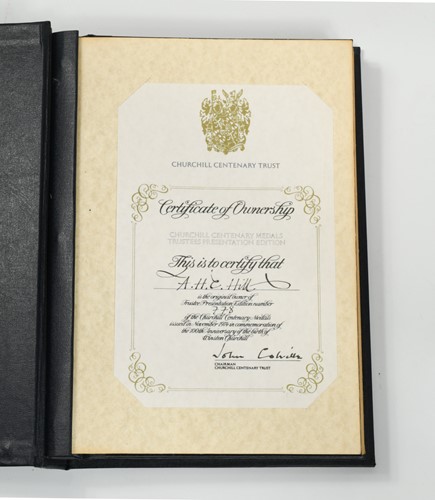 CHURCHILL CENTENARY TRUST
Certificate of Ownership
CHURCHILL CENTENARY MEDALS
TRUSTEES PRESENTATION EDITION
This is to certify that
A.H.E. Hill
is the original owner of
Trustee Presentation Edition number
228
of the Churchill Centenary Medals
issued in November 1974 in commemoration of
the 100th Anniversary of the birth of
Winston Churchill
John Colville
CHAIRMAN
CHURCHILL CENTENARY TRUST